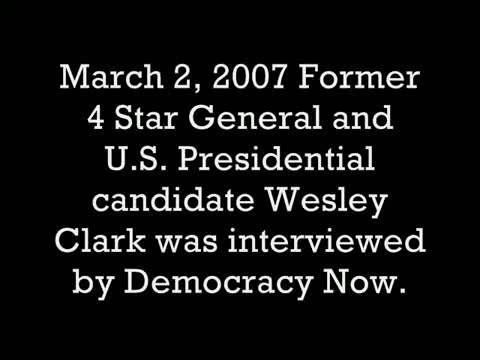 March 2, 2007 Former
4 Star General and
U.S. Presidential
candidate Wesley
Clark was interviewed
by Democracy Now.